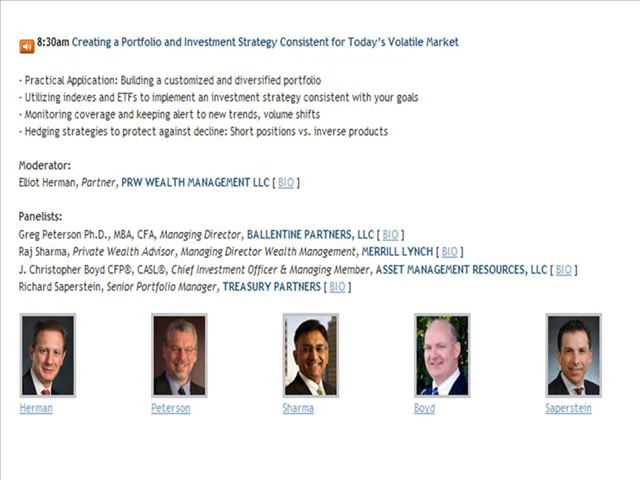 8:30am Creating a Portfolio and Investment Strategy Consistent for Today's Volatile Market
- Practical Application: Building a customized and diversified portfolio
- Utilizing indexes and ETFs to implement an investment strategy consistent with your goals
- Monitoring coverage and keeping alert to new trends, volume shifts
- Hedging strategies to protect against decline: Short positions vs. inverse products
Moderator:
Elliot Herman, Partner, PRW WEALTH MANAGEMENT LLC [ BIO ]
Panelists:
Greg Peterson Ph.D., MBA, CFA, Managing Director, BALLENTINE PARTNERS, LLC [ BIO ]
Raj Sharma, Private Wealth Advisor, Managing Director Wealth Management, MERRILL LYNCH [ BIO ]
J. Christopher Boyd CFP®, CASL®, Chief Investment Officer & Managing Member, ASSET MANAGEMENT RESOURCES, LLC [ BIO ]
Richard Saperstein, Senior Portfolio Manager, TREASURY PARTNERS [ BIO ]
Herman Peterson Sharma Boyd Saperstein